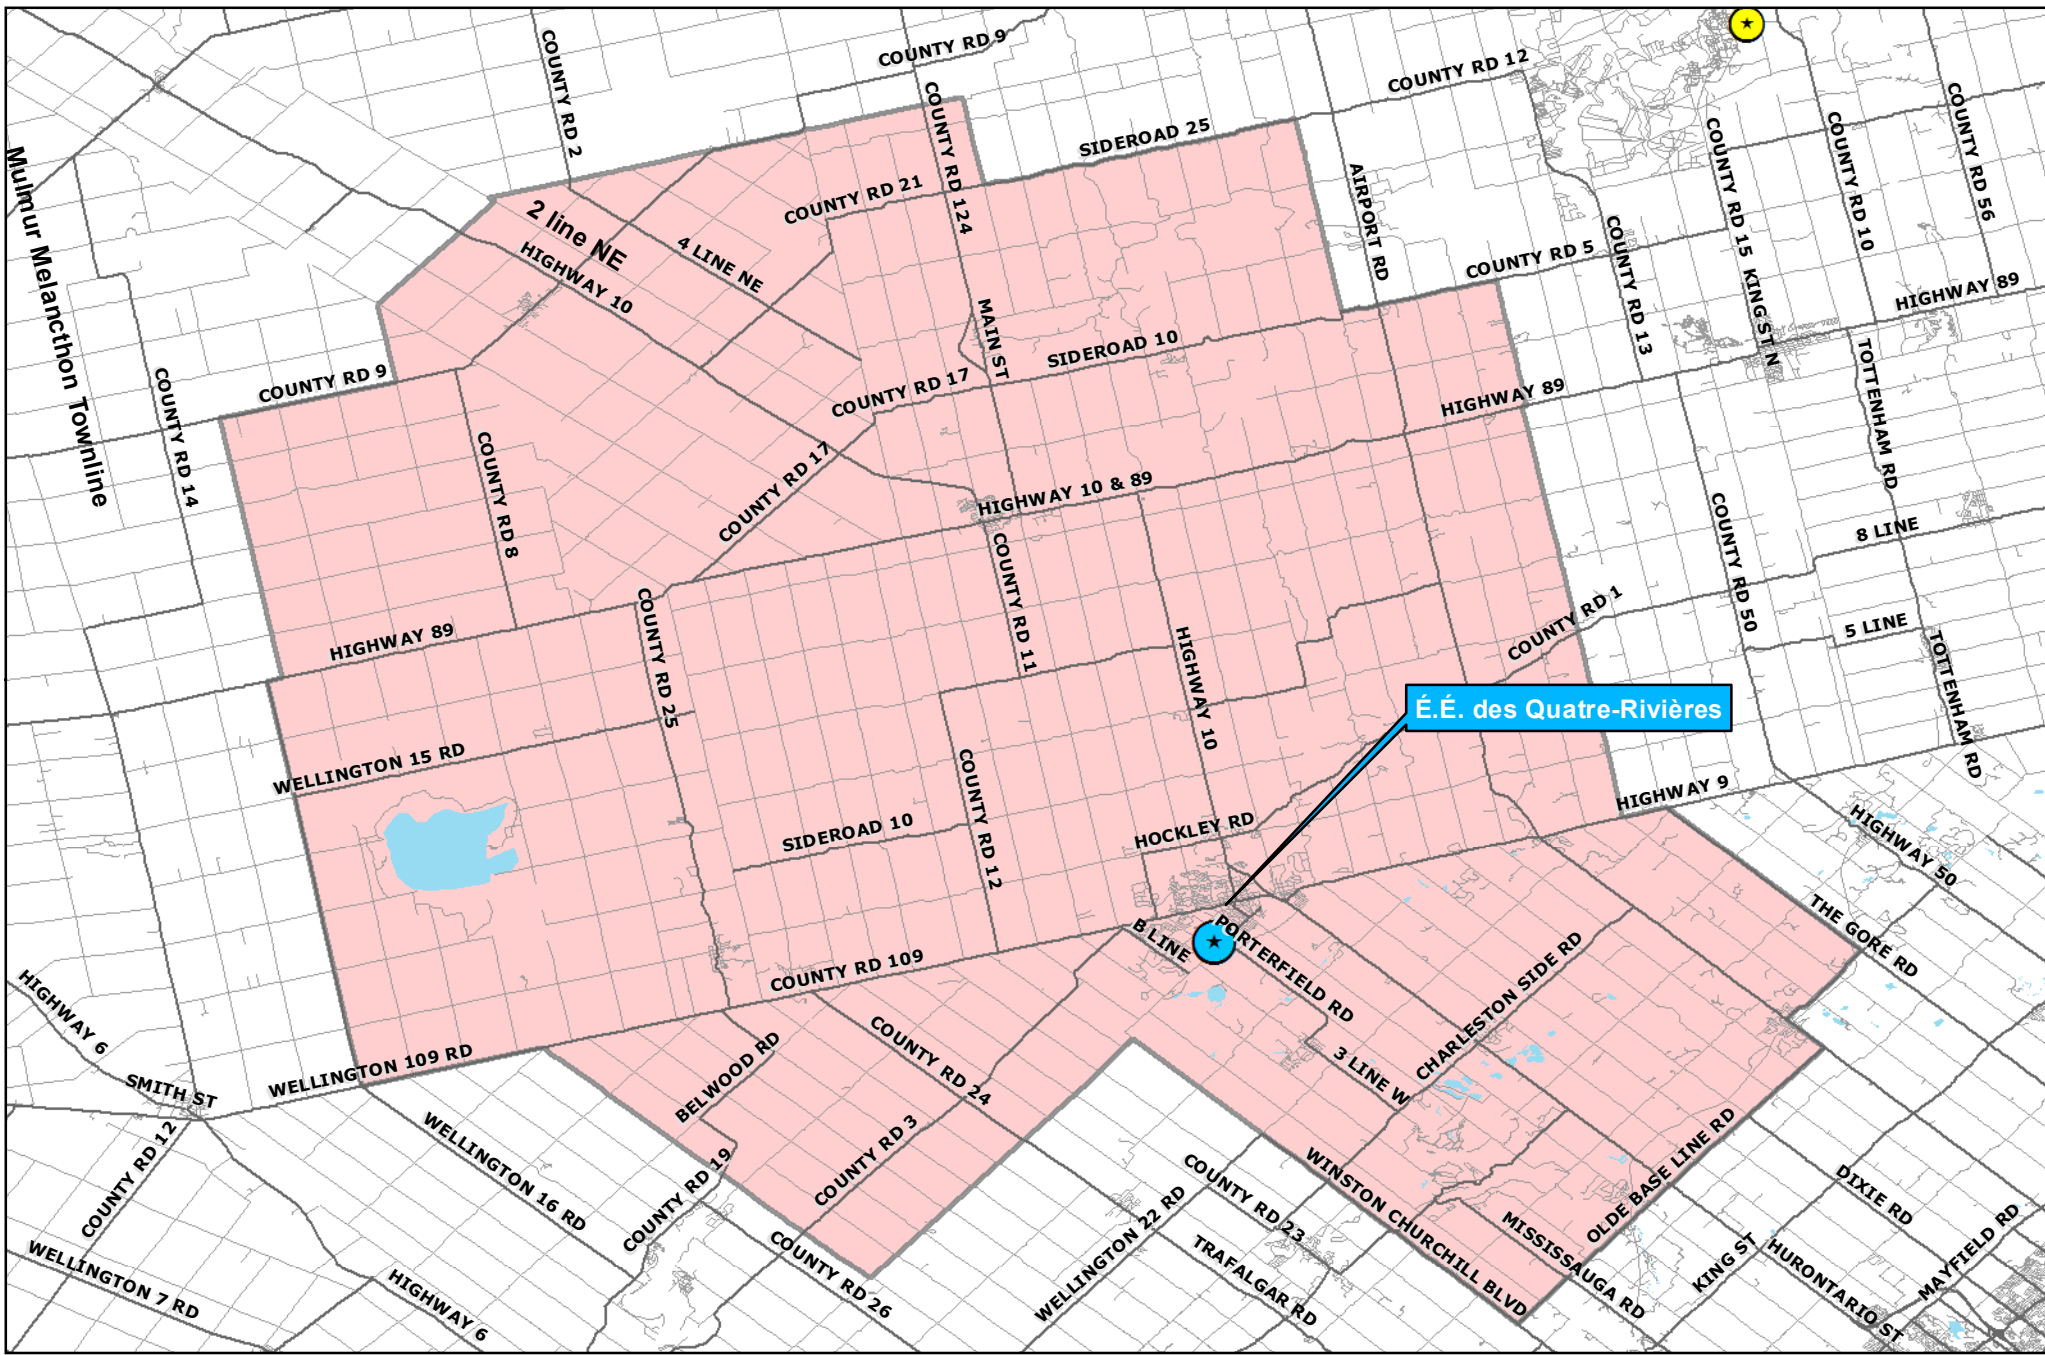 COUNTY RD 2
COUNTY RD 9
COUNTY RD 12
COUNTY RD 124
SIDEROAD 25
COUNTY RD 15
COUNTY RD 10
COUNTY RD 56
Mulmur Melancthon Townline
2 line NE
HIGHWAY 10
4 LINE NE
COUNTY RD 21
AIRPORT RD
COUNTY RD 5
COUNTY RD 13
KING ST N
HIGHWAY 89
MAIN ST
SIDEROAD 10
COUNTY RD 17
COUNTY RD 9
COUNTY RD 14
HIGHWAY 89
TOTTENHAM RD
COUNTY RD 8
COUNTY RD 17
HIGHWAY 10 & 89
COUNTY RD 50
8 LINE
COUNTY RD 11
COUNTY RD 25
HIGHWAY 89
HIGHWAY 10
COUNTY RD 1
5 LINE
TOTTENHAM RD
É.É. des Quatre-Rivières
WELLINGTON 15 RD
COUNTY RD 12
SIDEROAD 10
HOCKLEY RD
HIGHWAY 9
HIGHWAY 50
THE GORE RD
B LINE
PORTERFIELD RD
CHARLESTON SIDE RD
COUNTY RD 109
HIGHWAY 6
SMITH ST
WELLINGTON 109 RD
BELWOOD RD
COUNTY RD 24
3 LINE W
COUNTY RD 12
WELLINGTON 16 RD
COUNTY RD 19
COUNTY RD 3
COUNTY RD 23
WINSTON CHURCHILL BLVD
OLDE BASE LINE RD
DIXIE RD
WELLINGTON 7 RD
HIGHWAY 6
COUNTY RD 26
WELLINGTON 22 RD
TRAFALGAR RD
MISSISSAUGA RD
KING ST
HURONTARIO ST
MAYFIELD RD